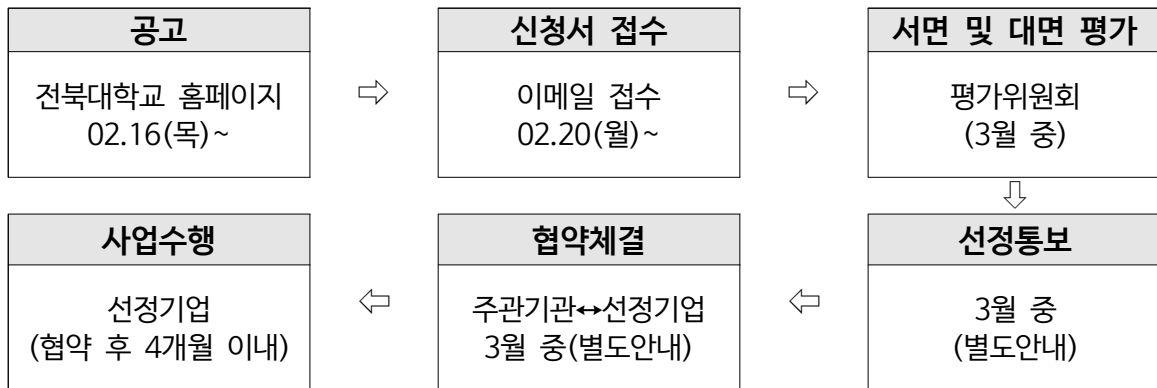 공고
전북대학교 홈페이지
02.16(목)~
⇨
신청서 접수
이메일 접수
02.20(월)~
⇨
서면 및 대면 평가
평가위원회
(3월 중)
⇩
선정통보
3월 중
(별도안내)
⇦
협약체결
주관기관↔선정기업
3월 중(별도안내)
⇦
사업수행
선정기업
(협약 후 4개월 이내)